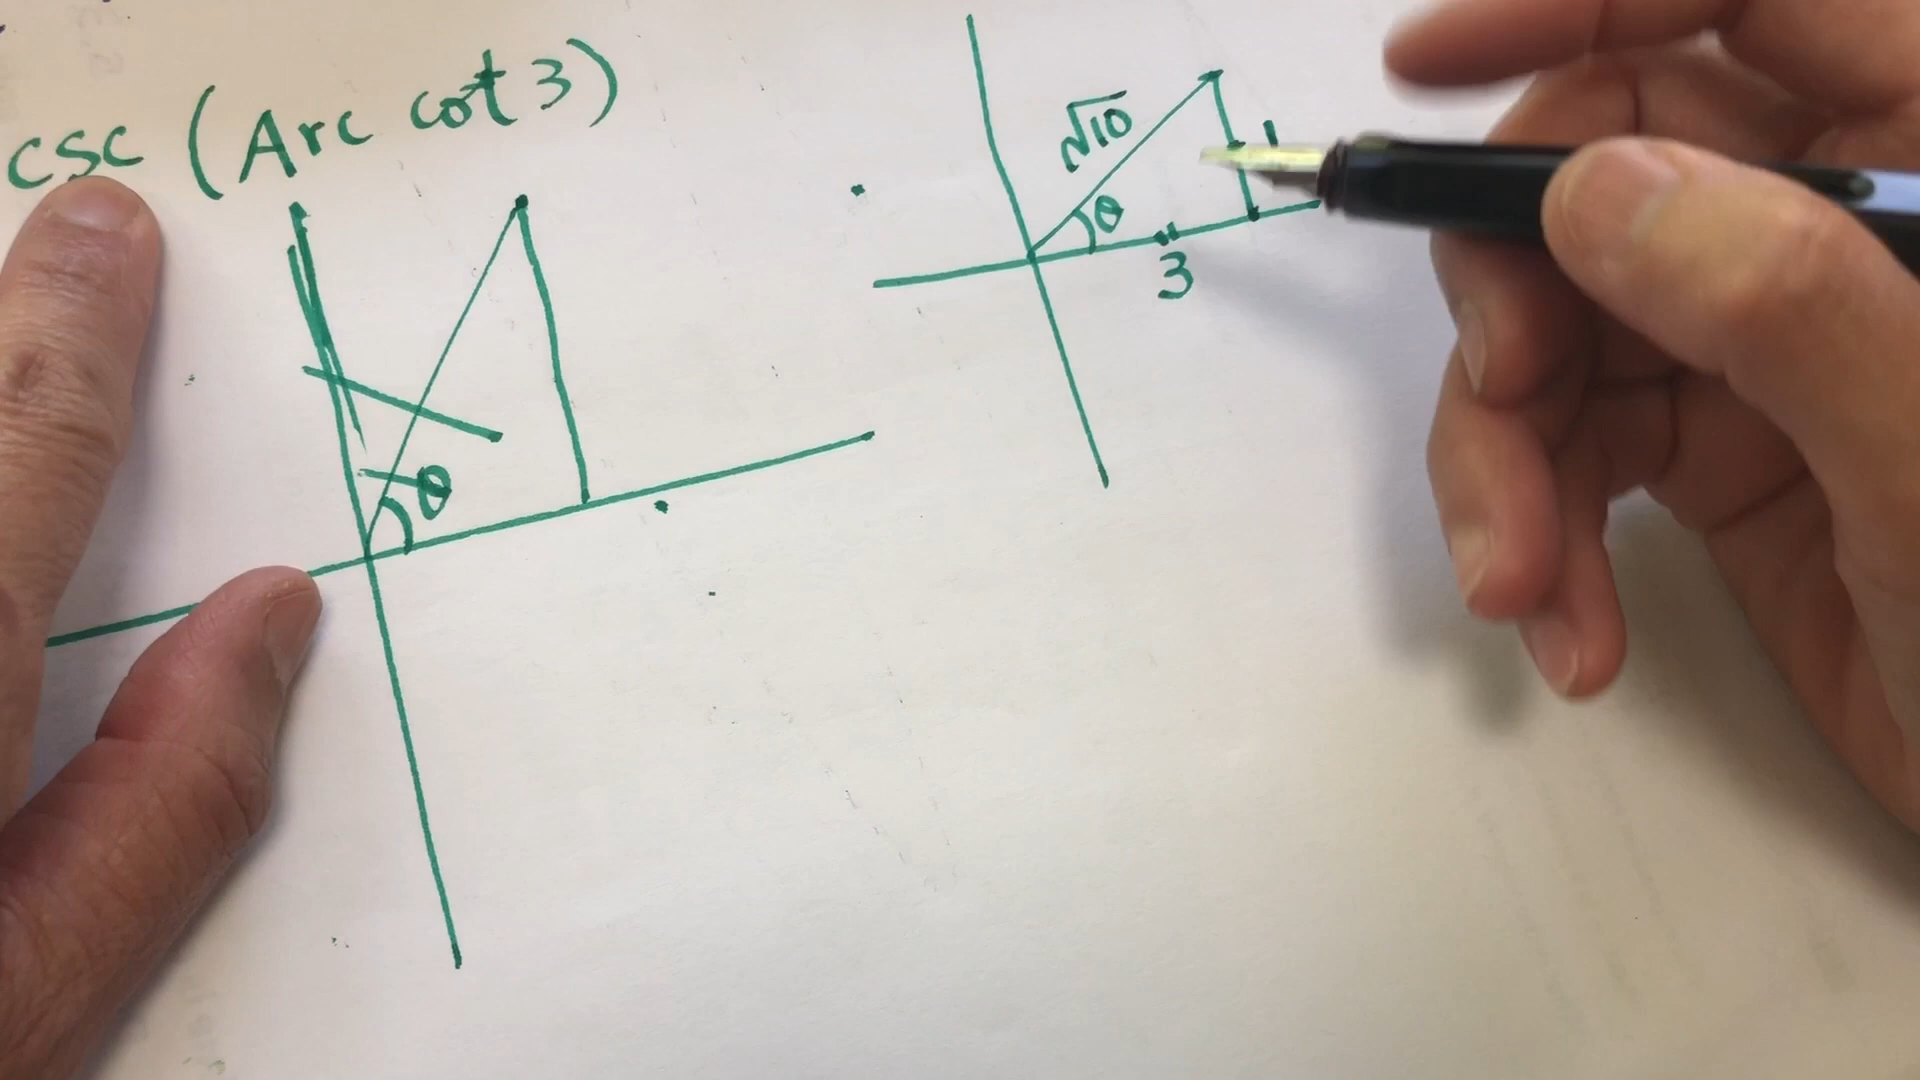 csc (Arc cot 3)
√10
1
θ
3
θ